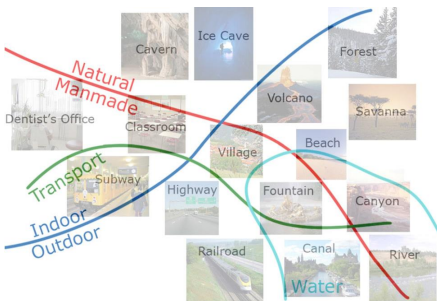 Cavern
Ice Cave
Forest
Natural
Manmade
Volcano
Dentist's Office
Classroom
Savanna
Village
Beach
Transport
Subway
Highway
Fountain
Canyon
Indoor
Outdoor
Railroad
Canal
River
Water